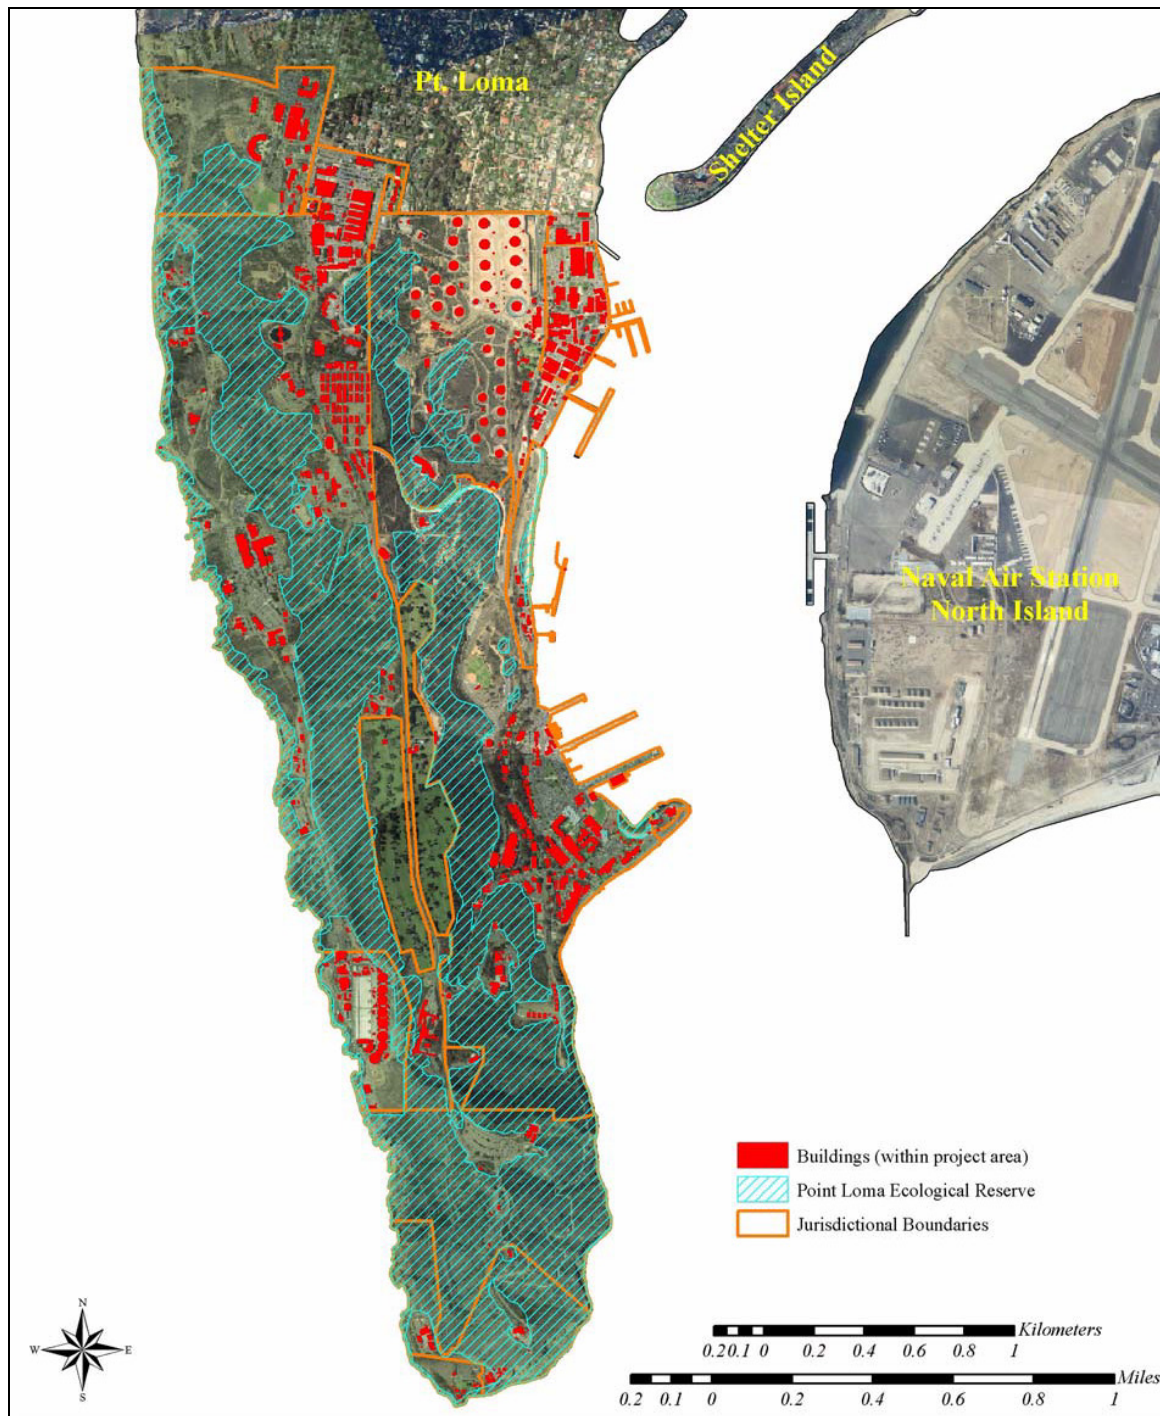 Pt. Loma
Shelter Island
Naval Air Station
North Island
Buildings (within project area)
Point Loma Ecological Reserve
Jurisdictional Boundaries
N
W E
S
Kilometers
0.2 0.1 0 0.2 0.4 0.6 0.8 1
Miles
0.2 0.1 0 0.2 0.4 0.6 0.8 1